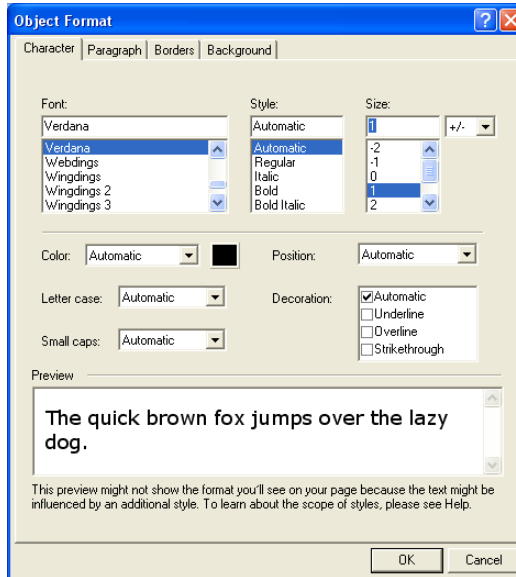 Object Format
Character Paragraph Borders Background
Font: Style: Size:
Verdana Automatic 1 +/-
Verdana Automatic -2
Webdings Regular -1
Wingdings Italic 0
Wingdings 2 Bold 1
Wingdings 3 Bold Italic 2
Color: Automatic Position: Automatic
Letter case: Automatic Decoration: Automatic
Underline
Overline
Small caps: Automatic Strikethrough
Preview
The quick brown fox jumps over the lazy
dog.
This preview might not show the format you'll see on your page because the text might be
influenced by an additional style. To learn about the scope of styles, please see Help.
OK Cancel